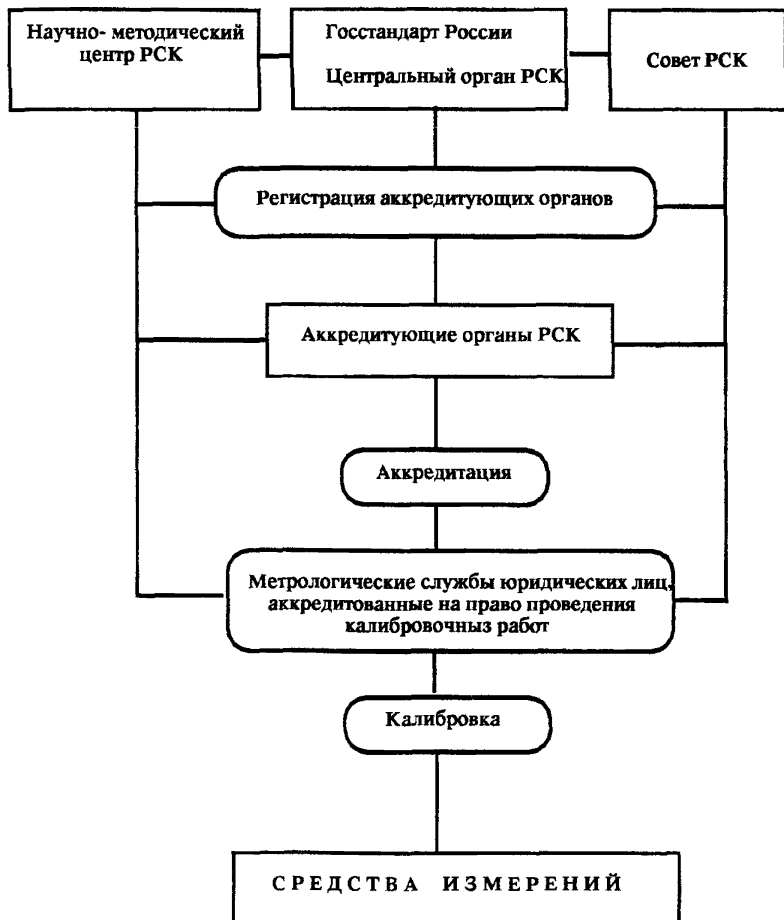 Научно- методический
центр РСК
Госстандарт России
Центральный орган РСК
Совет РСК
Регистрация аккредитующих органов
Аккредитующие органы РСК
Аккредитация
Метрологические службы юридических лиц,
аккредитованные на право проведения
калибровочныз работ
Калибровка
СРЕДСТВА ИЗМЕРЕНИЙ